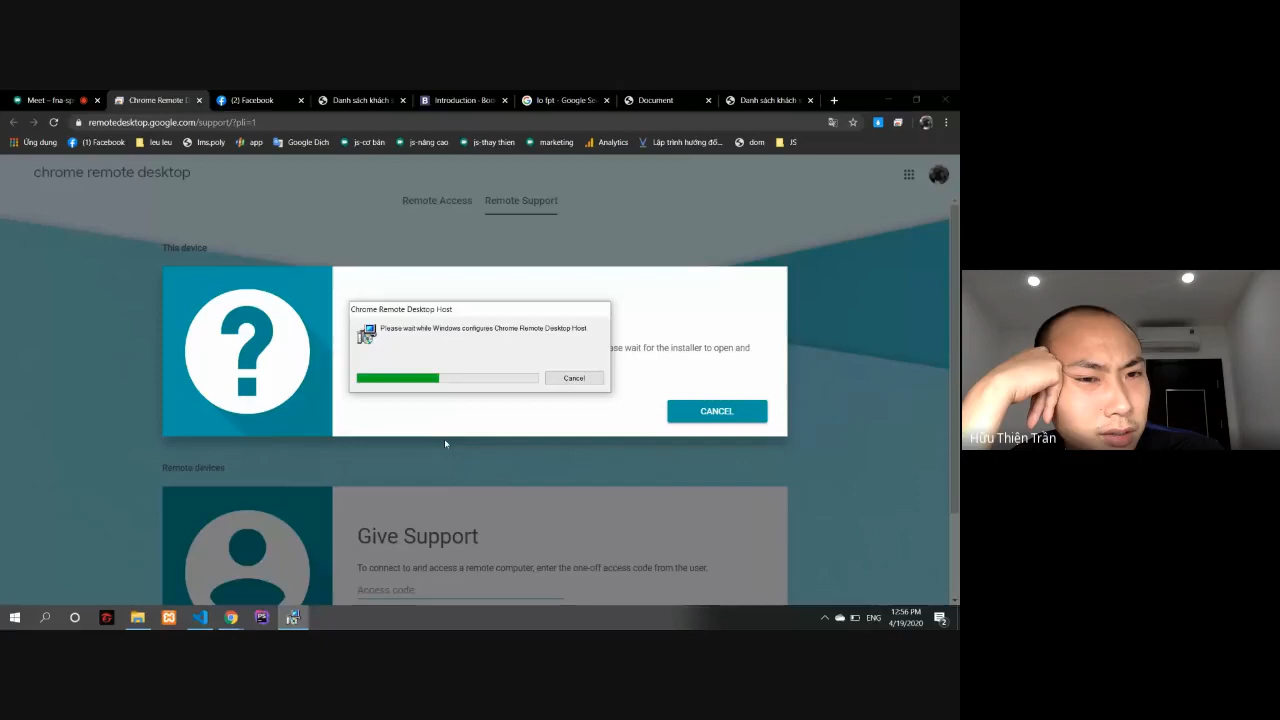 Meet – fna-sp
Chrome Remote D
(2) Facebook
Danh sách khách s
Introduction · Boo
lo fpt - Google Se
Document
Danh sách khách s
remotedesktop.google.com/support/?pli=1
Ứng dung
(1) Facebook
leu leu
lms.poly
app
Google Dịch
js-cơ bản
js-nâng cao
js-thay thien
marketing
Analytics
Lập trình hướng đố...
dom
JS
chrome remote desktop
Remote Access
Remote Support
This device
Chrome Remote Desktop Host
Please wait while Windows configures Chrome Remote Desktop Host
ase wait for the installer to open and
Cancel
CANCEL
Hữu Thiện Trần
Remote devices
Give Support
To connect to and access a remote computer, enter the one-off access code from the user.
Access code
PS
ENG
12:56 PM
4/19/2020
2